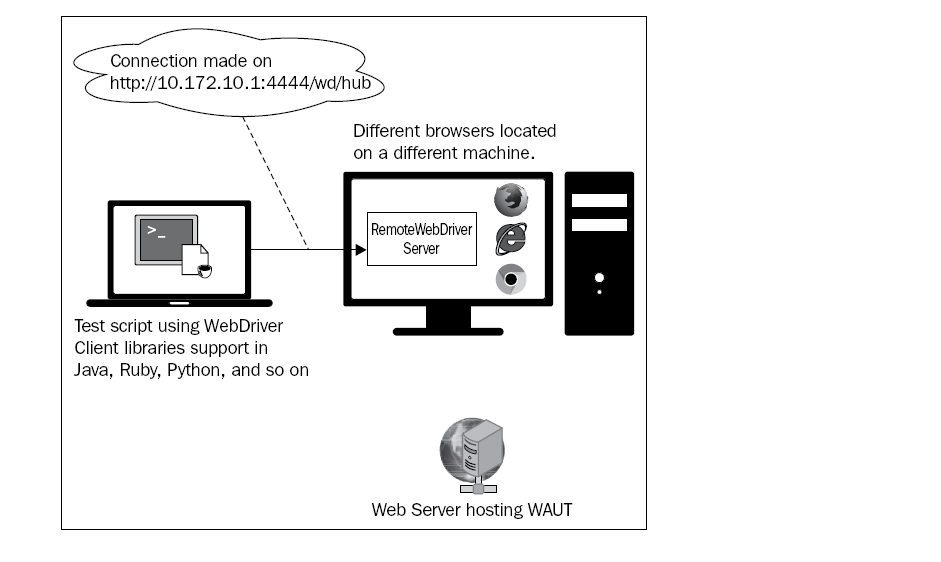 Connection made on
http://10.172.10.1:4444/wd/hub
Different browsers located
on a different machine.
RemoteWebDriver
Server
>_
Test script using WebDriver
Client libraries support in
Java, Ruby, Python, and so on
Web Server hosting WAUT